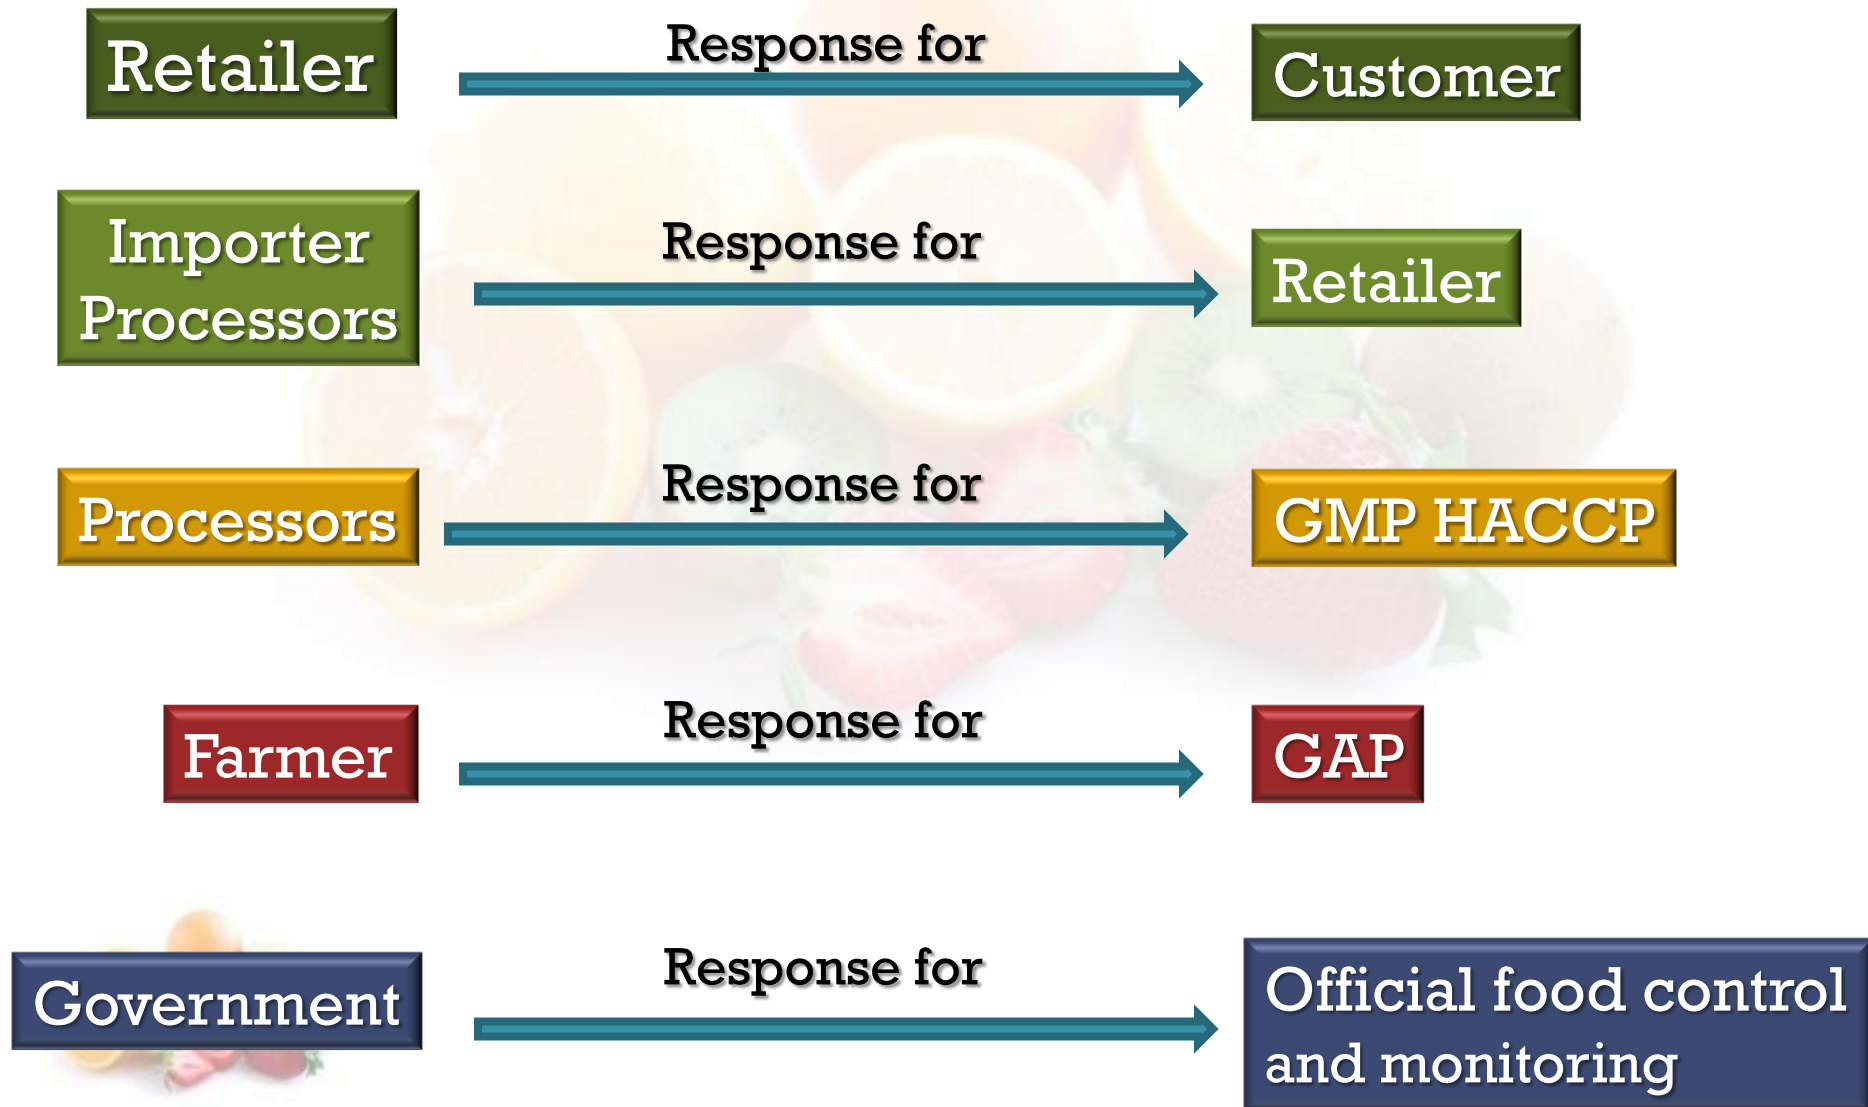 Retailer
Response for
Customer
Importer
Processors
Response for
Retailer
Processors
Response for
GMP HACCP
Farmer
Response for
GAP
Government
Response for
Official food control
and monitoring